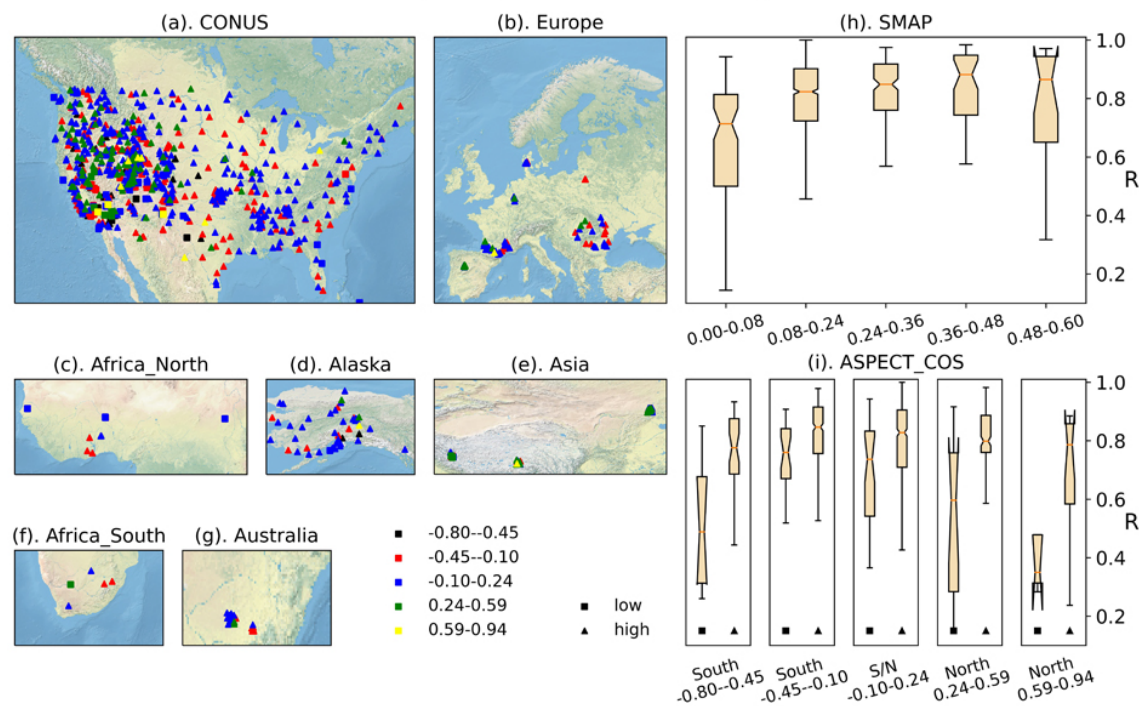 (a). CONUS
(b). Europe
(h). SMAP
1.0
0.8
0.6
R
0.4
0.2
0.00-0.08
0.08-0.24
0.24-0.36
0.36-0.48
0.48-0.60
(c). Africa_North
(d). Alaska
(e). Asia
(i). ASPECT_COS
1.0
0.8
0.6
R
0.4
0.2
(f). Africa_South
(g). Australia
-0.80--0.45
-0.45--0.10
-0.10-0.24
0.24-0.59
0.59-0.94
low
high
South
-0.80--0.45
South
-0.45--0.10
S/N
-0.10-0.24
North
0.24-0.59
North
0.59-0.94